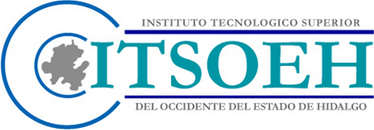 INSTITUTO TECNOLOGICO SUPERIOR
ITSOEH
DEL OCCIDENTE DEL ESTADO DE HIDALGO